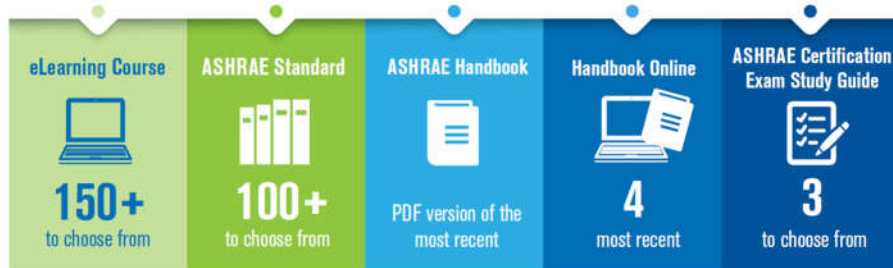 eLearning Course
150+
to choose from
ASHRAE Standard
100+
to choose from
ASHRAE Handbook
PDF version of the
most recent
Handbook Online
4
most recent
ASHRAE Certification
Exam Study Guide
3
to choose from